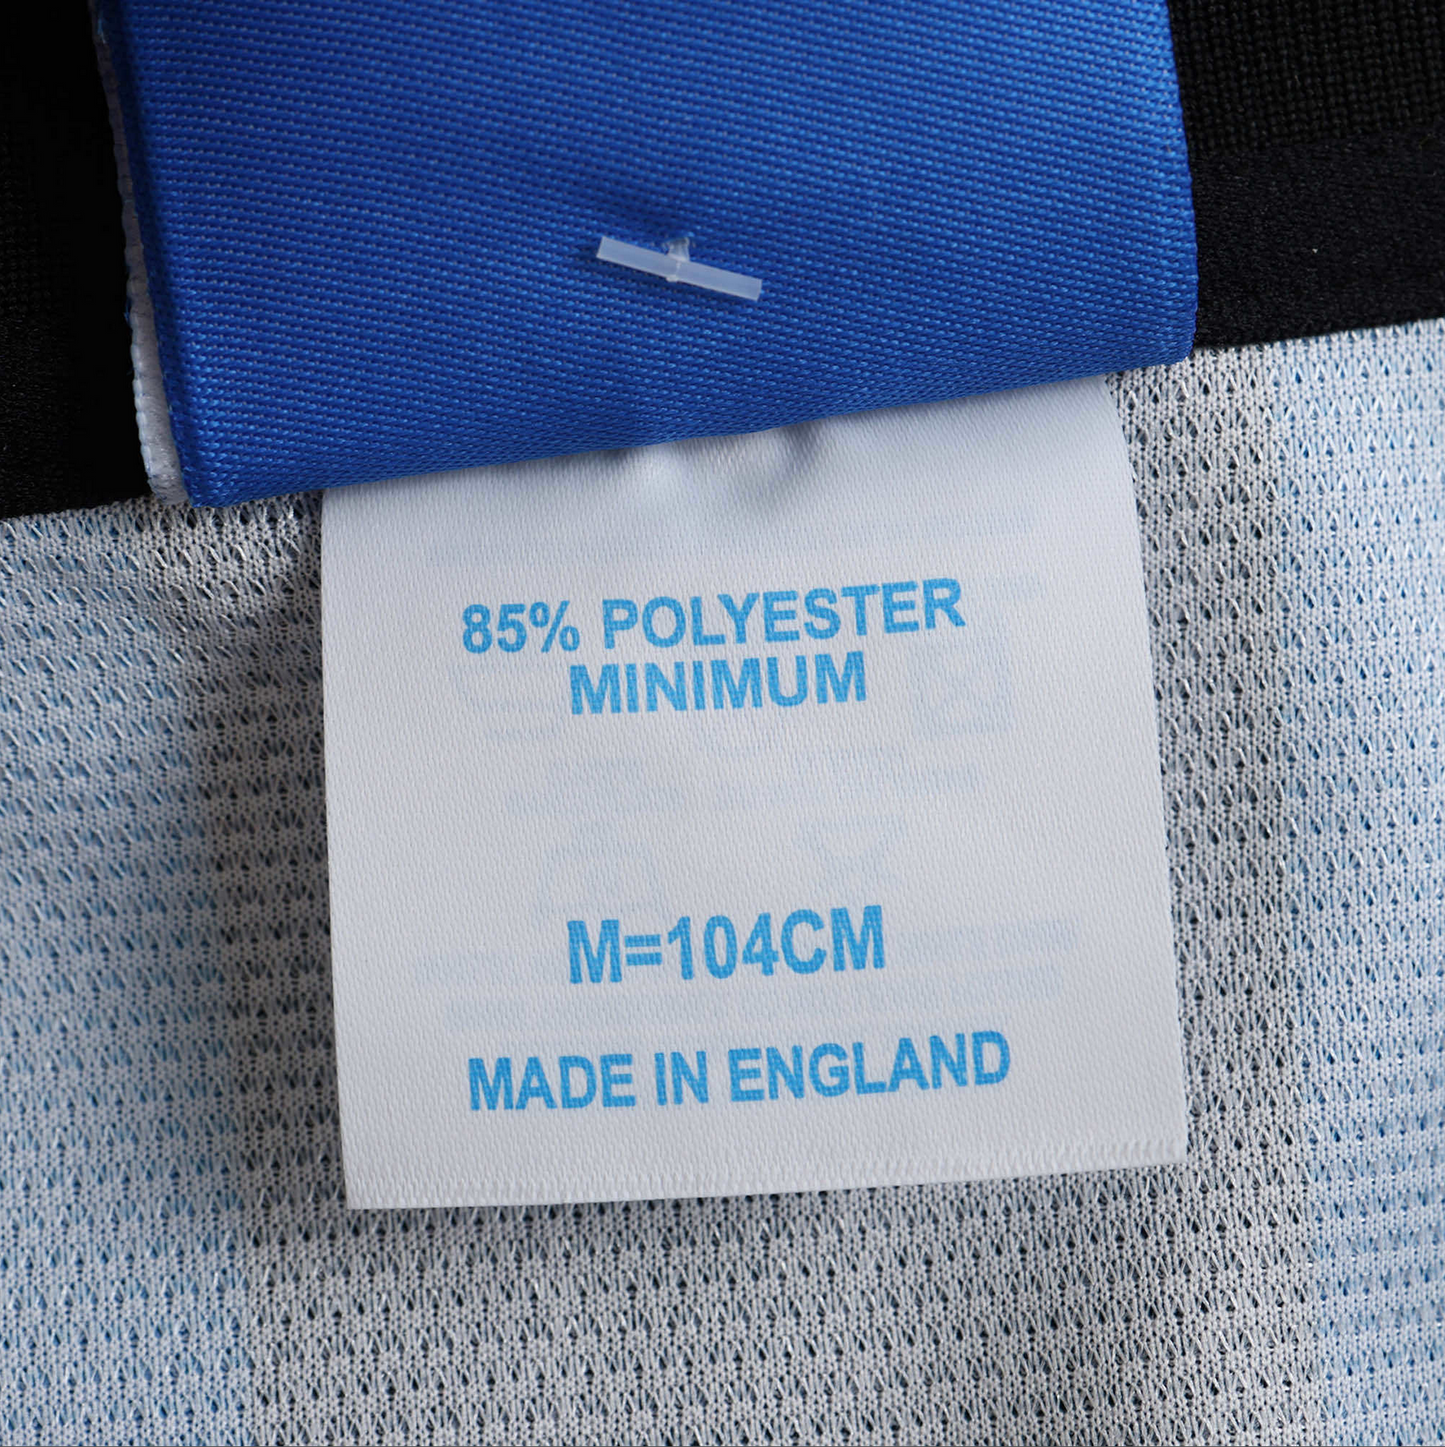 85% POLYESTER
MINIMUM
M=104CM
MADE IN ENGLAND